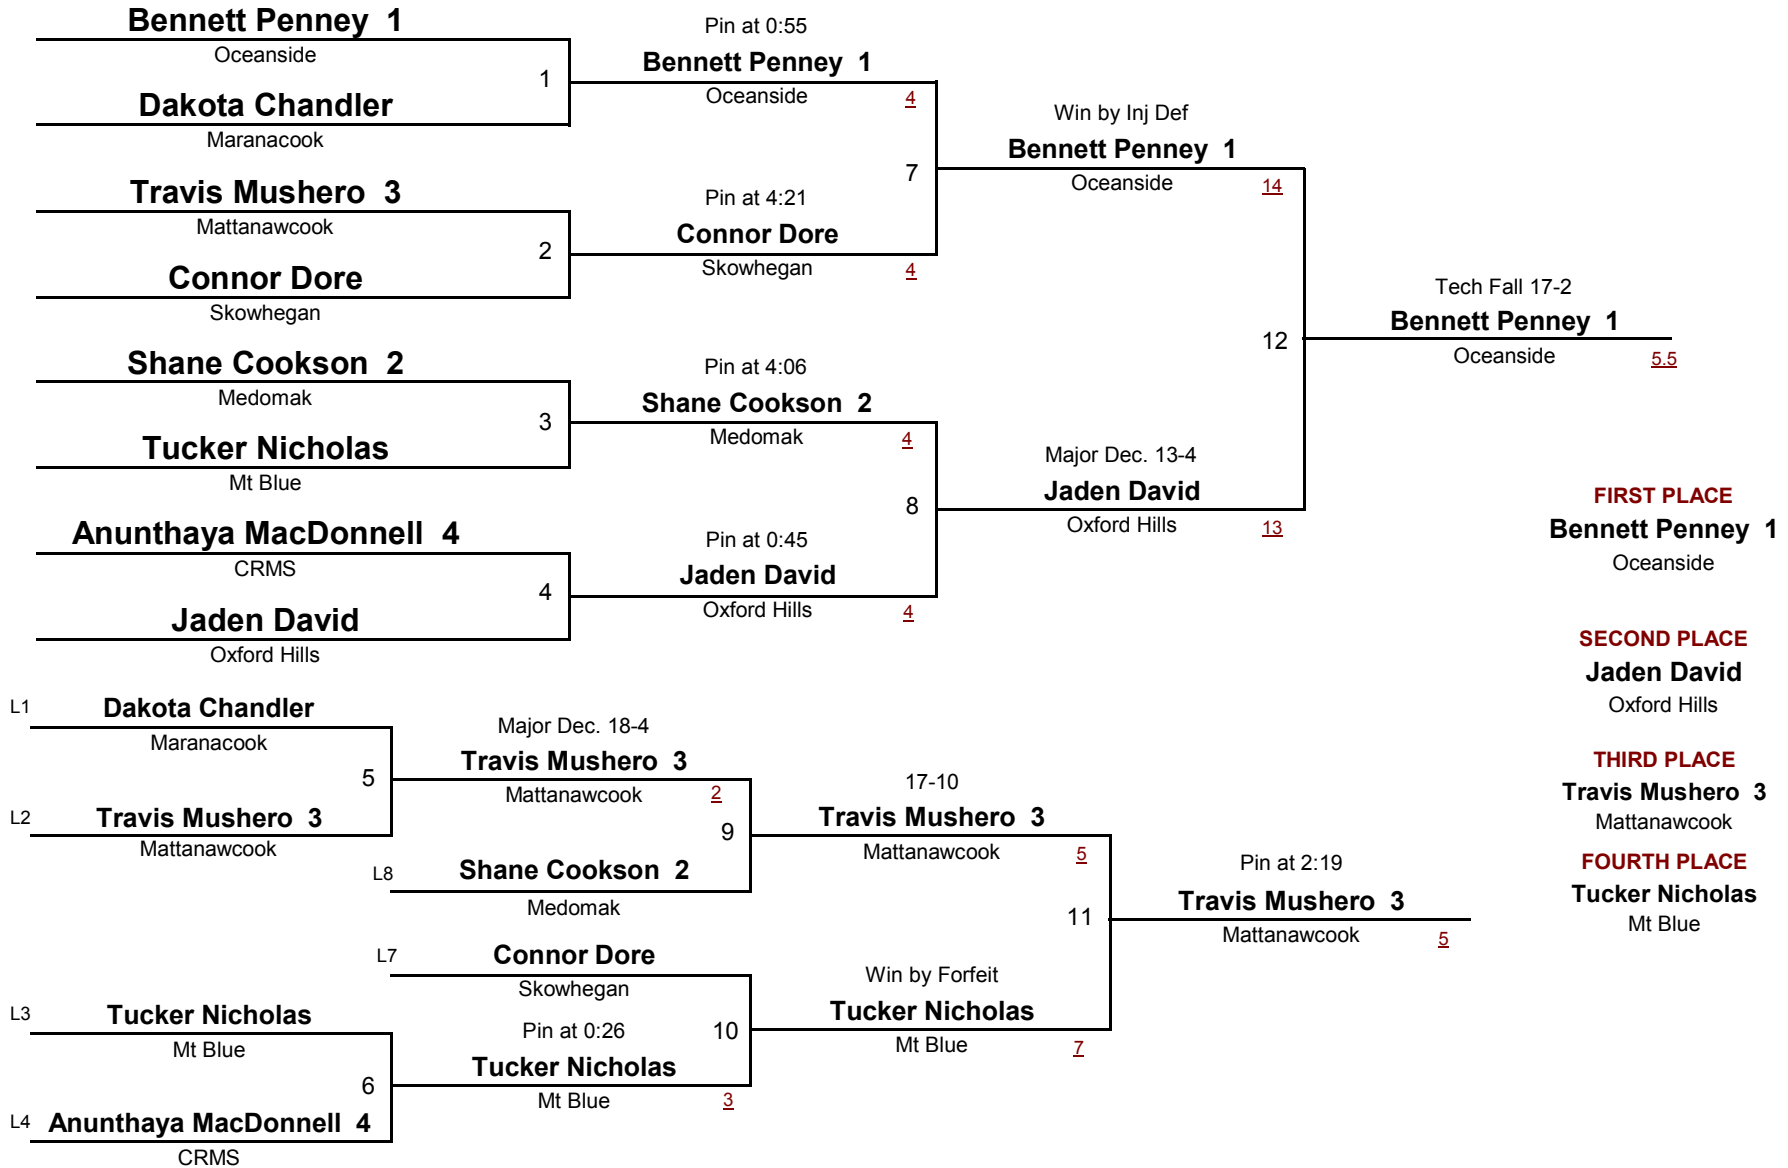 Bennett Penney 1
Oceanside
1
Dakota Chandler
Maranacook
Travis Mushero 3
Mattanawcook
2
Connor Dore
Skowhegan
Shane Cookson 2
Medomak
3
Tucker Nicholas
Mt Blue
Anunthaya MacDonnell 4
CRMS
4
Jaden David
Oxford Hills
Pin at 0:55
Bennett Penney 1
Oceanside 4
7
Pin at 4:21
Connor Dore
Skowhegan 4
Pin at 4:06
Shane Cookson 2
Medomak 4
8
Pin at 0:45
Jaden David
Oxford Hills 4
Win by Inj Def
Bennett Penney 1
Oceanside 14
12
Major Dec. 13-4
Jaden David
Oxford Hills 13
Tech Fall 17-2
Bennett Penney 1
Oceanside 5.5
FIRST PLACE
Bennett Penney 1
Oceanside
SECOND PLACE
Jaden David
Oxford Hills
THIRD PLACE
Travis Mushero 3
Mattanawcook
FOURTH PLACE
Tucker Nicholas
Mt Blue
L1 Dakota Chandler
Maranacook
5
L2 Travis Mushero 3
Mattanawcook
L3 Tucker Nicholas
Mt Blue
6
L4 Anunthaya MacDonnell 4
CRMS
Major Dec. 18-4
Travis Mushero 3
Mattanawcook 2
9
L8 Shane Cookson 2
Medomak
L7 Connor Dore
Skowhegan
10
Pin at 0:26
Tucker Nicholas
Mt Blue 3
17-10
Travis Mushero 3
Mattanawcook 5
11
Win by Forfeit
Tucker Nicholas
Mt Blue 7
Pin at 2:19
Travis Mushero 3
Mattanawcook 5